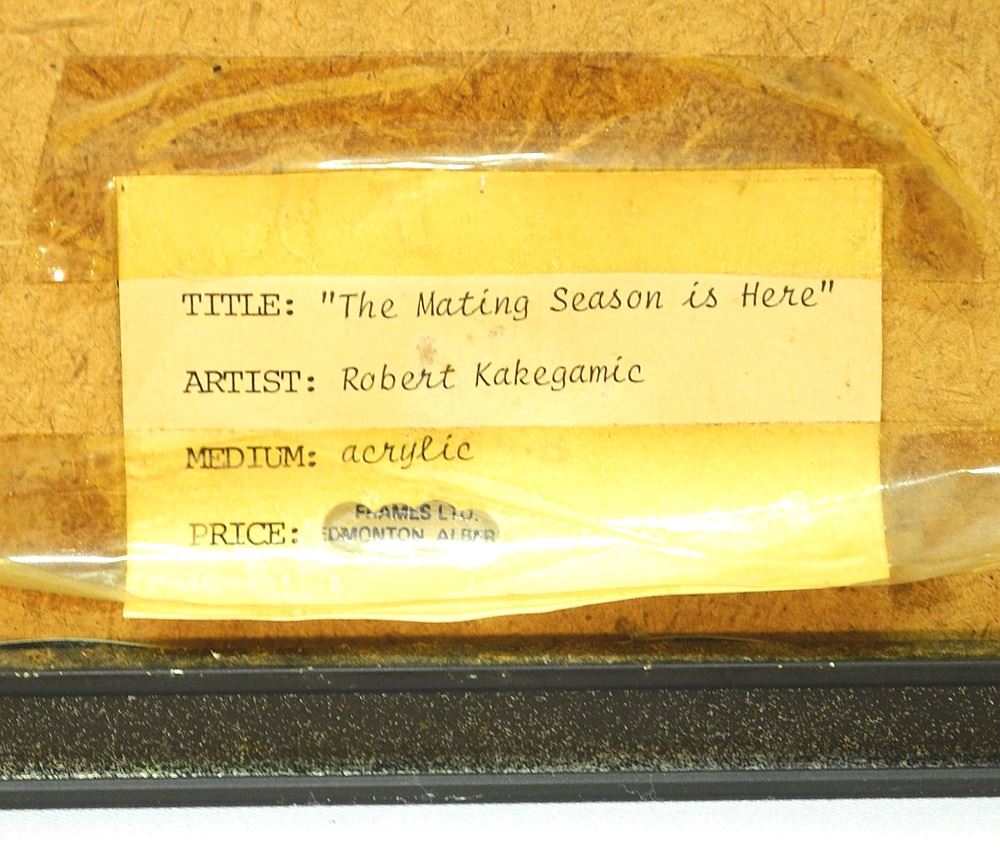 TITLE: "The Mating Season is Here"
ARTIST: Robert Kakegamic
MEDIUM: acrylic
PRICE:
FRAMES LTD.
EDMONTON, ALBER